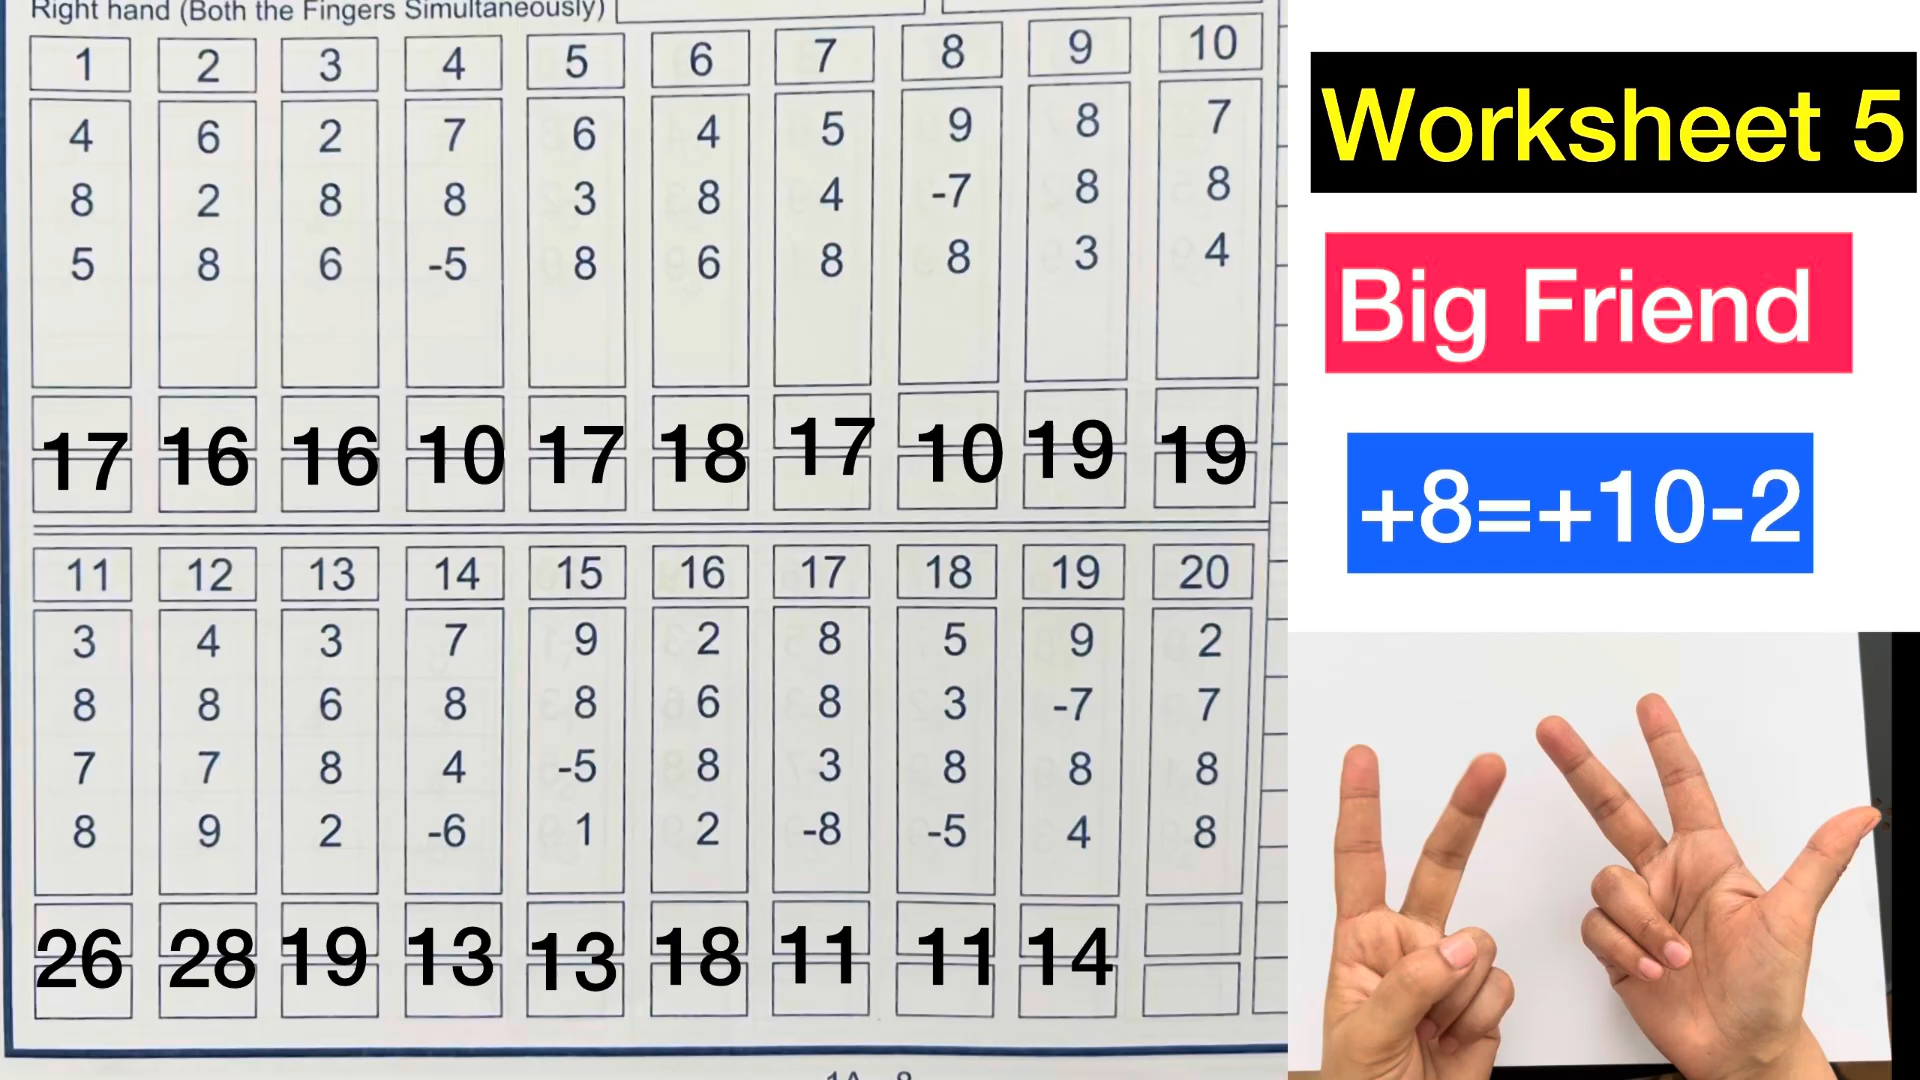 Right hand (Both the Fingers Simultaneously)
1 2 3 4 5 6 7 8 9 10
4 6 2 7 6 4 5 9 8 7
8 2 8 8 3 8 4 -7 8 8
5 8 6 -5 8 6 8 8 3 4
17 16 16 10 17 18 17 10 19 19
11 12 13 14 15 16 17 18 19 20
3 4 3 7 9 2 8 5 9 2
8 8 6 8 8 6 8 3 -7 7
7 7 8 4 -5 8 3 8 8 8
8 9 2 -6 1 2 -8 -5 4 8
26 28 19 13 13 18 11 11 14
Worksheet 5
Big Friend
+8=+10-2